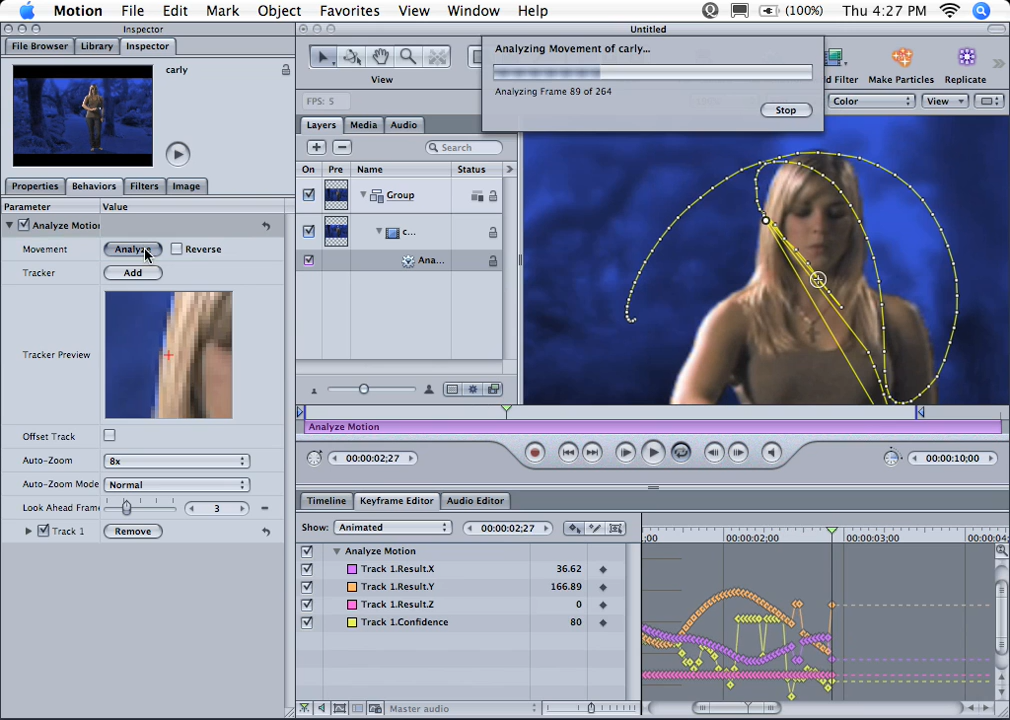 Motion File Edit Mark Object Favorites View Window Help (100%) Thu 4:27 PM
Inspector
Untitled
File Browser Library Inspector
Analyzing Movement of carly...
Analyzing Frame 89 of 264
Stop
carly
View
d Filter Make Particles Replicate
FPS: 5
Color View
Layers Media Audio
Search
On Pre Name Status
Group
c...
Ana...
Properties Behaviors Filters Image
Parameter Value
Analyze Motion
Movement Analyze Reverse
Tracker Add
Tracker Preview
Offset Track
Auto-Zoom 8x
Auto-Zoom Mode Normal
Look Ahead Frame 3
Track 1 Remove
Analyze Motion
00:00:02;27
00:00:10;00
Timeline Keyframe Editor Audio Editor
Show: Animated 00:00:02;27
;00 00:00:02;00 00:00:03;00 00:00:04;
Analyze Motion
Track 1.Result.X 36.62
Track 1.Result.Y 166.89
Track 1.Result.Z 0
Track 1.Confidence 80
Master audio